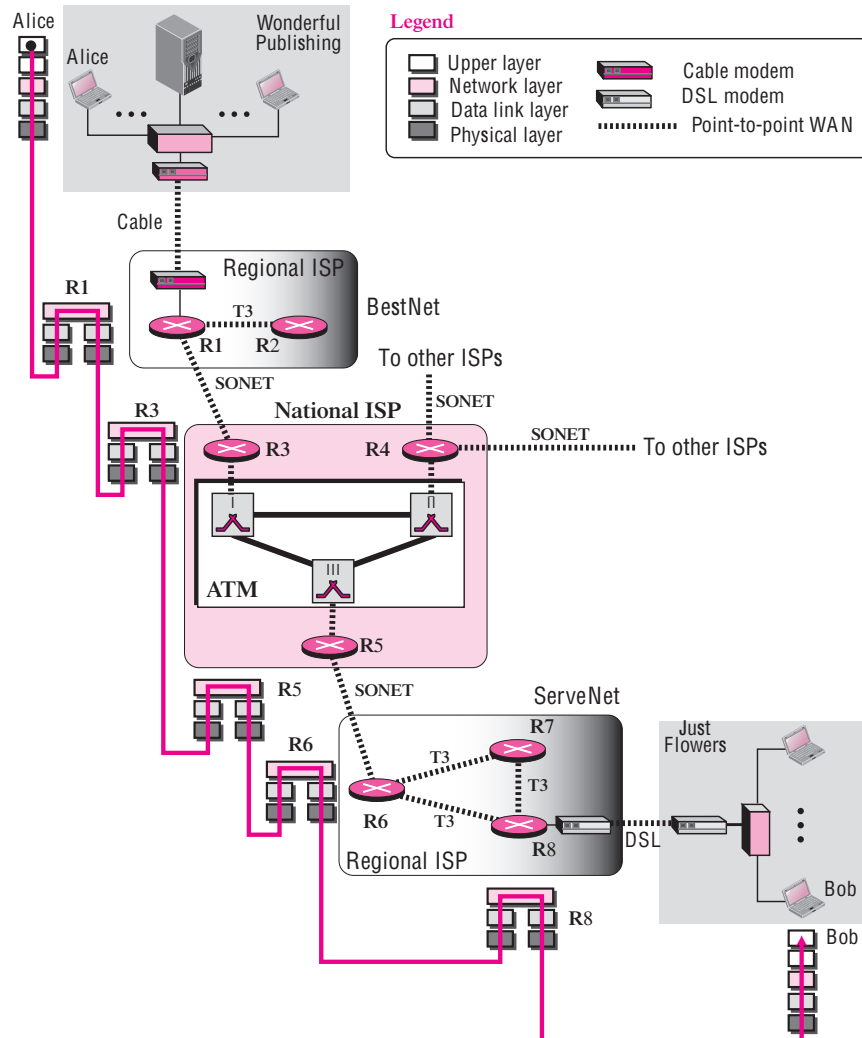 Alice
Alice
Wonderful
Publishing
Legend
Upper layer
Network layer
Data link layer
Physical layer
Cable modem
DSL modem
Point-to-point WAN
Cable
Regional ISP
T3
R1
R2
BestNet
R1
SONET
To other ISPs
SONET
National ISP
R3
R3
R4
SONET
To other ISPs
I
II
III
ATM
R5
R5
SONET
ServeNet
R6
R7
T3
T3
T3
R6
R8
Regional ISP
DSL
Just
Flowers
Bob
R8
Bob